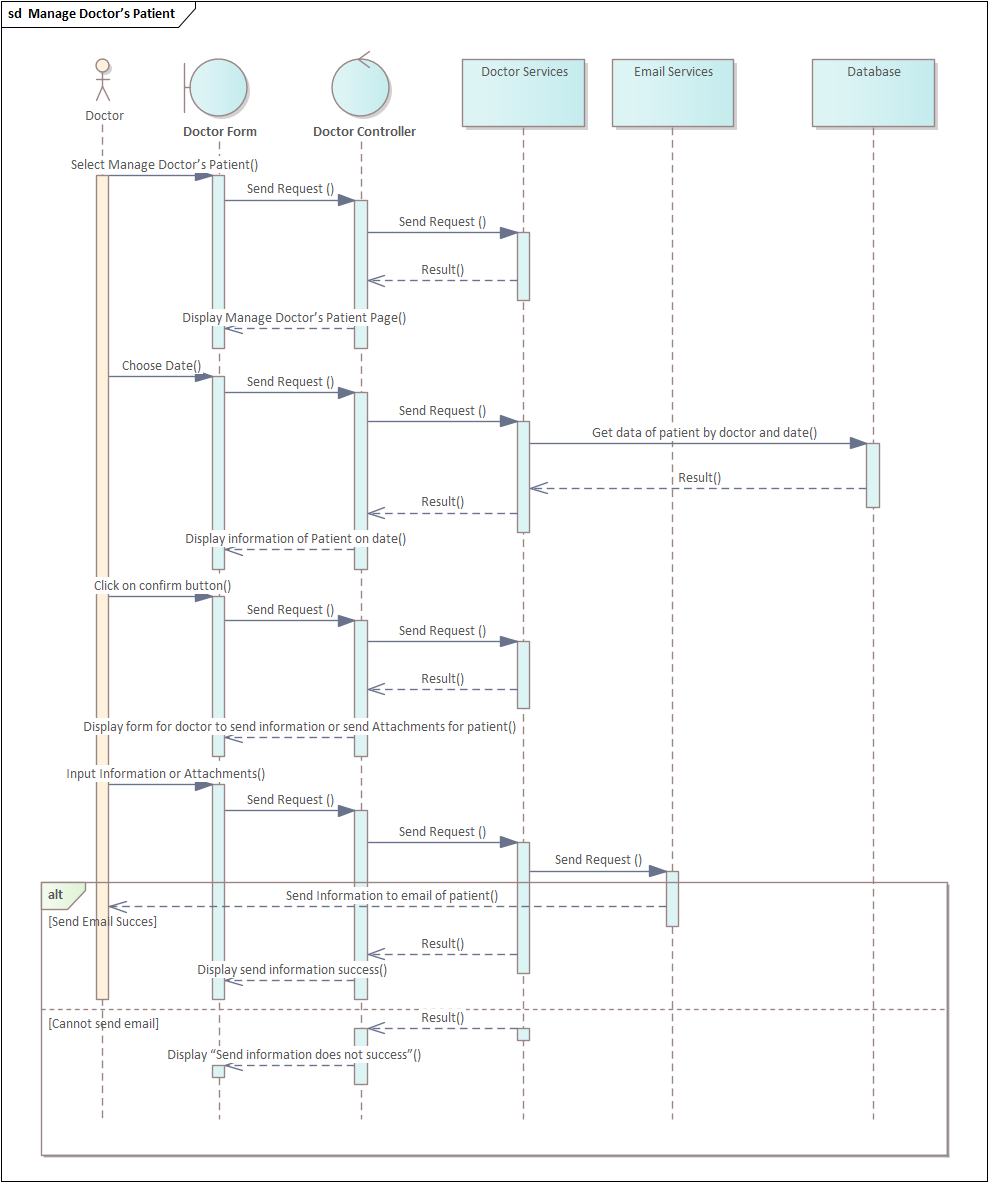 sd Manage Doctor’s Patient
Doctor
Doctor Form
Doctor Controller
Doctor Services
Email Services
Database
Select Manage Doctor’s Patient()
Send Request ()
Send Request ()
Result()
Display Manage Doctor’s Patient Page()
Choose Date()
Send Request ()
Send Request ()
Get data of patient by doctor and date()
Result()
Result()
Display information of Patient on date()
Click on confirm button()
Send Request ()
Send Request ()
Result()
Display form for doctor to send information or send Attachments for patient()
Input Information or Attachments()
Send Request ()
Send Request ()
Send Request ()
alt
Send Information to email of patient()
[Send Email Succes]
Result()
Display send information success()
[Cannot send email]
Result()
Display “Send information does not success”()